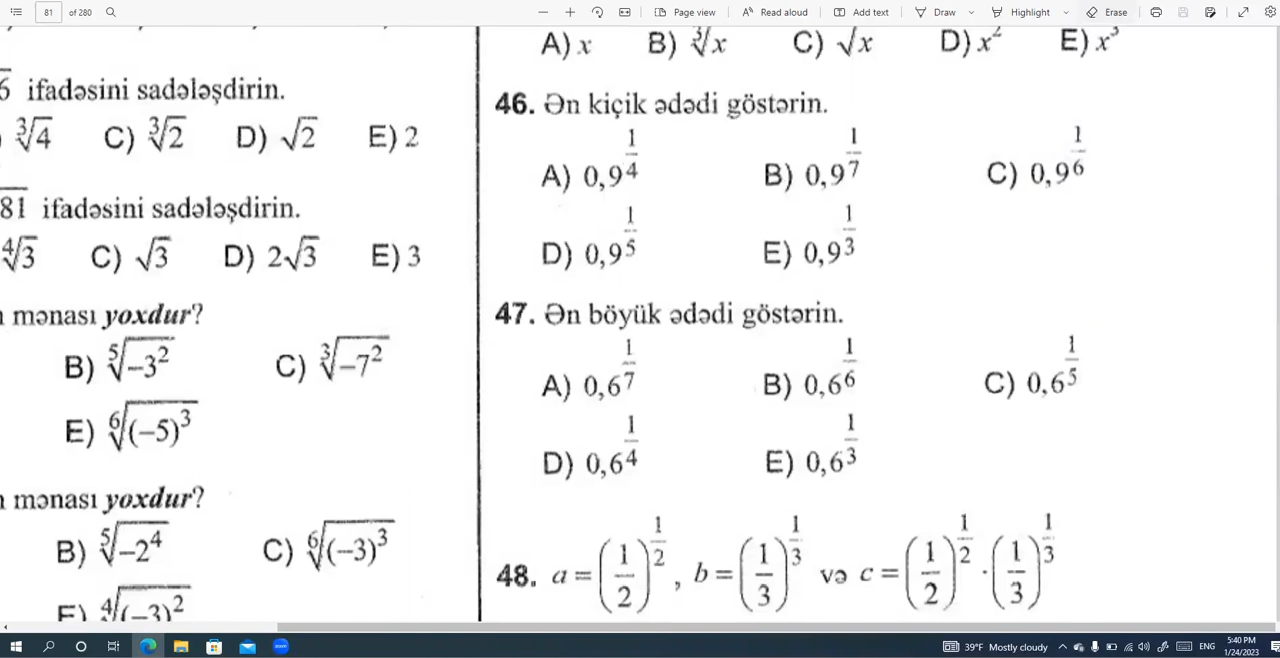 81 of 280
Page view Read aloud Add text Draw Highlight Erase
6 ifadəsini sadələşdirin.
∛4 C) ∛2 D) √2 E) 2
81 ifadəsini sadələşdirin.
∜3 C) √3 D) 2√3 E) 3
mənası yoxdur?
B) ⁵√(−3²) C) ∛(−7²)
E) ⁶√((−5)³)
mənası yoxdur?
B) ⁵√(−2⁴) C) ⁶√((−3)³)
E) ∜((−3)²)
A) x B) ∛x C) √x D) x² E) x³
46. Ən kiçik ədədi göstərin.
A) 0,9^(1/4) B) 0,9^(1/7) C) 0,9^(1/6)
D) 0,9^(1/5) E) 0,9^(1/3)
47. Ən böyük ədədi göstərin.
A) 0,6^(1/7) B) 0,6^(1/6) C) 0,6^(1/5)
D) 0,6^(1/4) E) 0,6^(1/3)
48. a = (1/2)^(1/2), b = (1/3)^(1/3) və c = (1/2)^(1/2) · (1/3)^(1/3)
39°F Mostly cloudy ENG 5:40 PM
1/24/2023